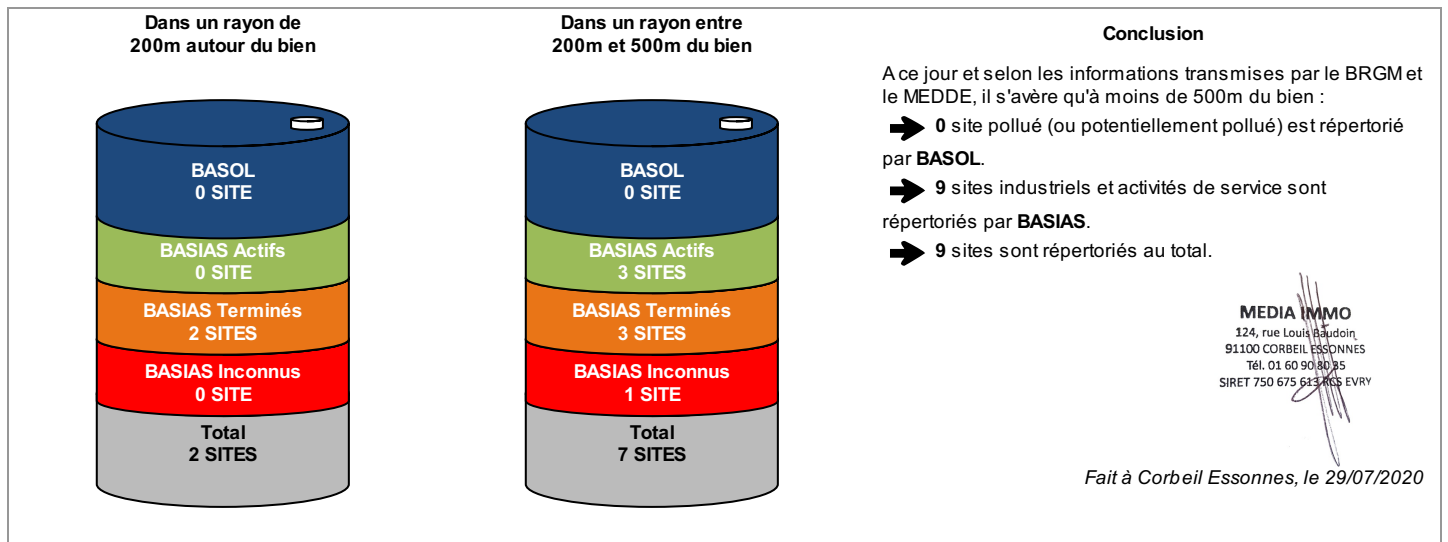 Dans un rayon de
200m autour du bien
BASOL
0 SITE
BASIAS Actifs
0 SITE
BASIAS Terminés
2 SITES
BASIAS Inconnus
0 SITE
Total
2 SITES
Dans un rayon entre
200m et 500m du bien
BASOL
0 SITE
BASIAS Actifs
3 SITES
BASIAS Terminés
3 SITES
BASIAS Inconnus
1 SITE
Total
7 SITES
Conclusion
A ce jour et selon les informations transmises par le BRGM et
le MEDDE, il s'avère qu'à moins de 500m du bien :
0 site pollué (ou potentiellement pollué) est répertorié
par BASOL.
9 sites industriels et activités de service sont
répertoriés par BASIAS.
9 sites sont répertoriés au total.
MEDIA IMMO
124, rue Louis Baudoin
91100 CORBEIL ESSONNES
Tél. 01 60 90 80 85
SIRET 750 675 613 RCS EVRY
Fait à Corbeil Essonnes, le 29/07/2020